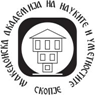 МАКЕДОНСКА АКАДЕМИЈА НА НАУКИТЕ И УМЕТНОСТИТЕ
СКОПЈЕ